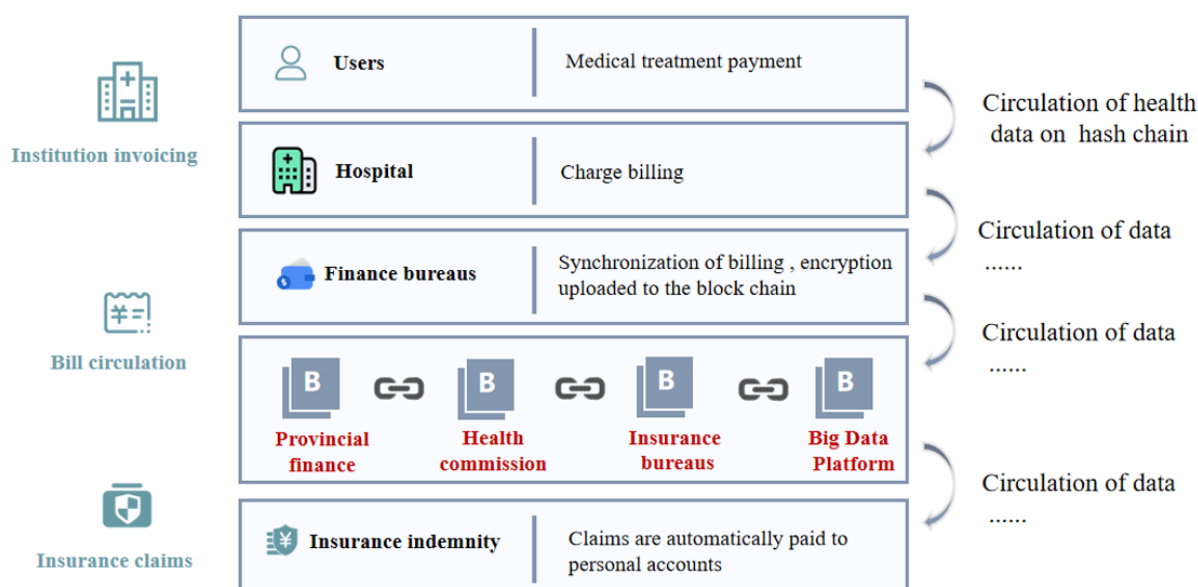 Users
Medical treatment payment
Circulation of health
data on hash chain
Institution invoicing
Hospital
Charge billing
Circulation of data
......
Finance bureaus
Synchronization of billing , encryption
uploaded to the block chain
Bill circulation
Circulation of data
......
B
B
B
B
Provincial
finance
Health
commission
Insurance
bureaus
Big Data
Platform
Circulation of data
......
Insurance claims
¥
Insurance indemnity
Claims are automatically paid to
personal accounts